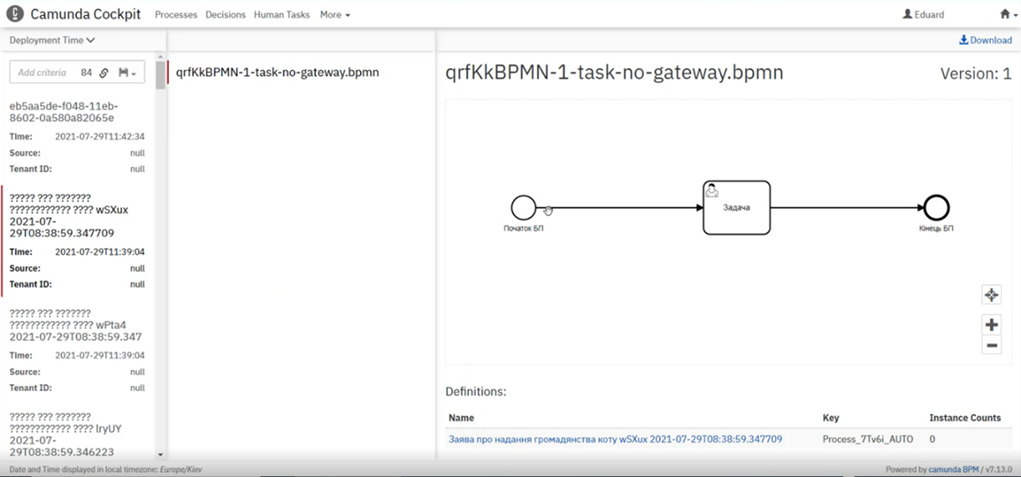 Camunda Cockpit Processes Decisions Human Tasks More Eduard
Deployment Time
Download
Add criteria 84
eb5aa5de-f048-11eb-
8602-0a580a82065e
Time: 2021-07-29T11:42:34
Source: null
Tenant ID: null
????? ??? ???????
???????????? ???? wSXux
2021-07-
29T08:38:59.347709
Time: 2021-07-29T11:39:04
Source: null
Tenant ID: null
????? ??? ???????
???????????? ???? wPta4
2021-07-29T08:38:59.347
Time: 2021-07-29T11:39:04
Source: null
Tenant ID: null
????? ??? ???????
???????????? ???? lryUY
2021-07-
29T08:38:59.346223
qrfKkBPMN-1-task-no-gateway.bpmn
qrfKkBPMN-1-task-no-gateway.bpmn Version: 1
Початок БП
Задача
Кінець БП
Definitions:
Name Key Instance Counts
Заява про надання громадянства коту wSXux 2021-07-29T08:38:59.347709 Process_7Tv6i_AUTO 0
Date and Time displayed in local timezone: Europe/Kiev
Powered by camunda BPM / v7.13.0